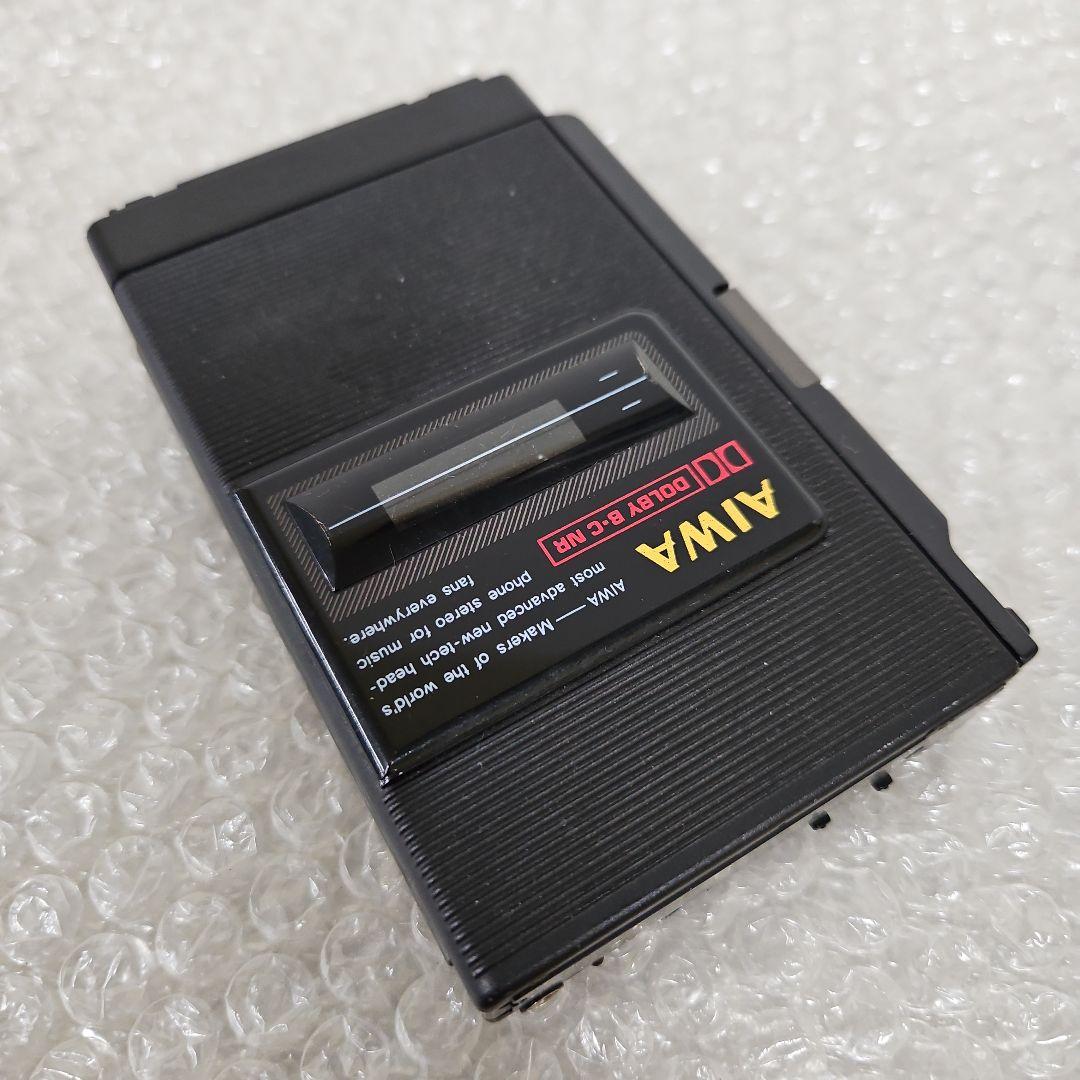 AIWA
DOLBY B·C NR
AIWA — Makers of the world's
most advanced new-tech head-
phone stereo for music
fans everywhere.